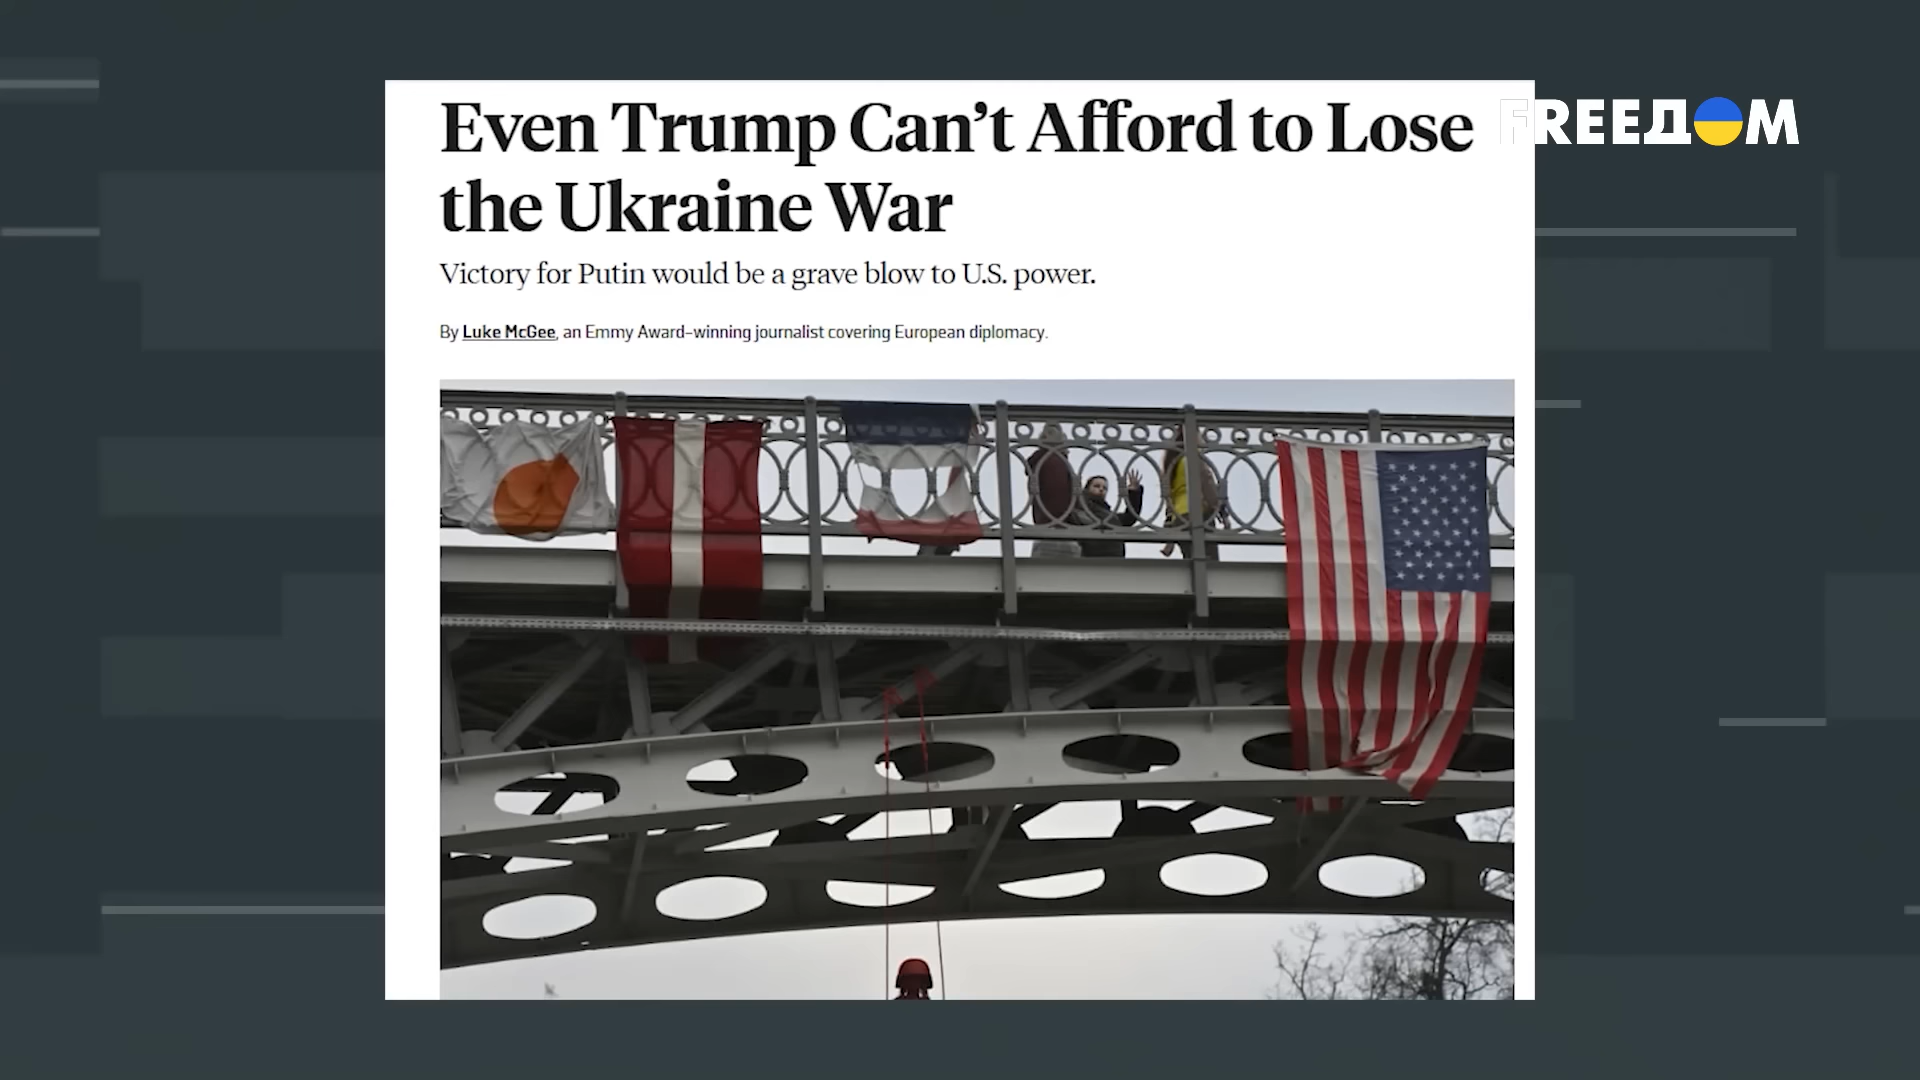 Even Trump Can’t Afford to Lose
the Ukraine War
Victory for Putin would be a grave blow to U.S. power.
By Luke McGee, an Emmy Award-winning journalist covering European diplomacy.
FREEДОМ